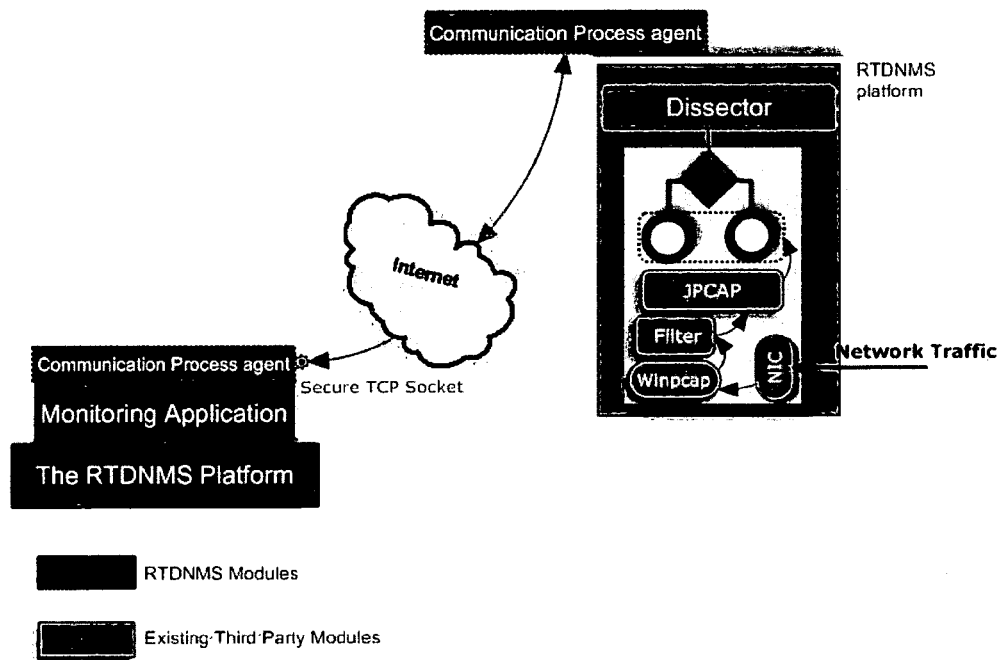 Communication Process agent
RTDNMS
platform
Dissector
Internet
JPCAP
Filter
Winpcap
NIC
Network Traffic
Communication Process agent
Secure TCP Socket
Monitoring Application
The RTDNMS Platform
RTDNMS Modules
Existing Third Party Modules